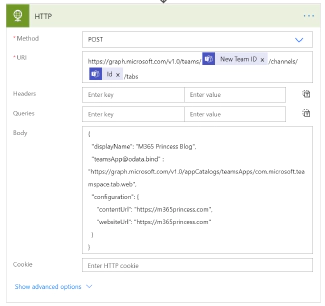 HTTP
* Method
POST
* URI
https://graph.microsoft.com/v1.0/teams/ New Team ID x /channels/
Id x /tabs
Headers
Enter key
Enter value
Queries
Enter key
Enter value
Body
{
"displayName": "M365 Princess Blog",
"teamsApp@odata.bind" :
"https://graph.microsoft.com/v1.0/appCatalogs/teamsApps/com.microsoft.tea
mspace.tab.web",
"configuration": {
"contentUrl": "https://m365princess.com",
"websiteUrl": "https://m365princess.com"
}
}
Cookie
Enter HTTP cookie
Show advanced options